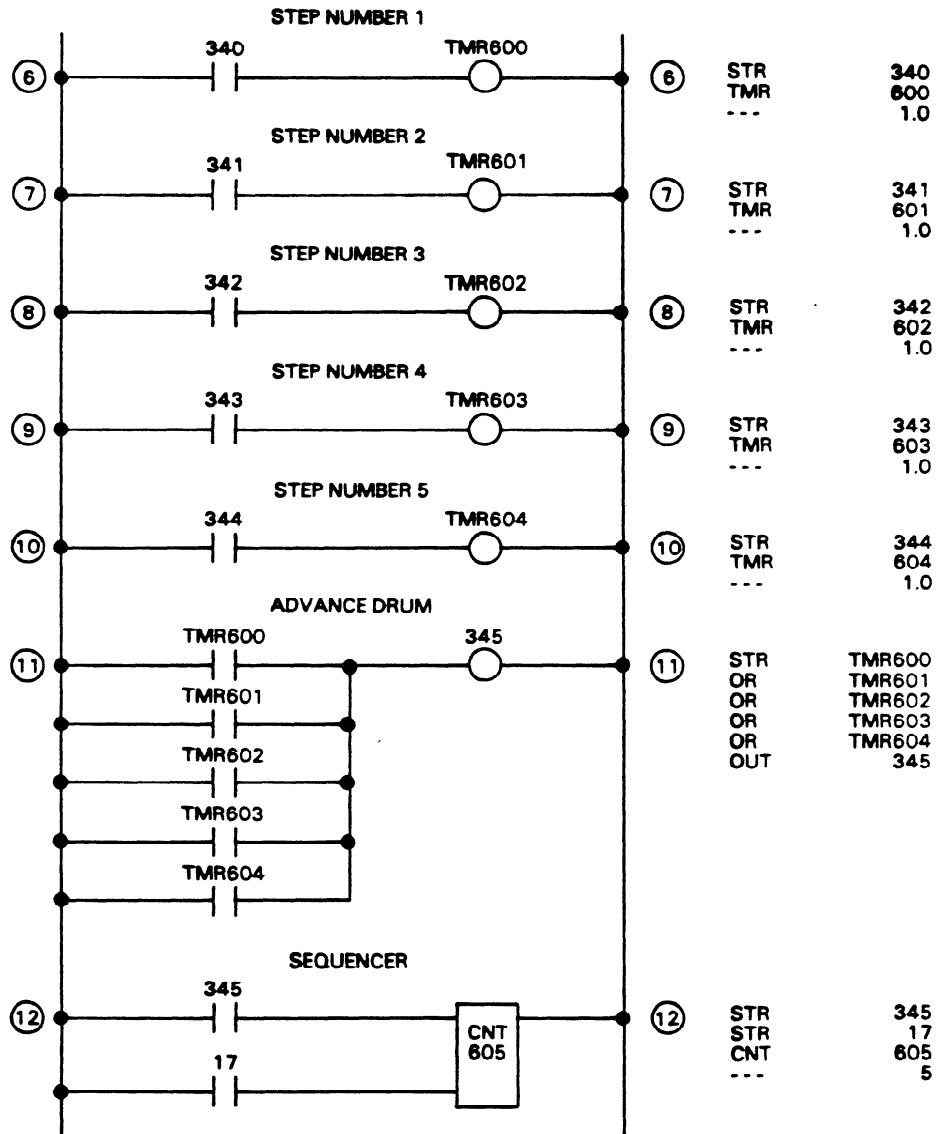 STEP NUMBER 1
340 TMR600
6 6 STR 340
TMR 600
--- 1.0
STEP NUMBER 2
341 TMR601
7 7 STR 341
TMR 601
--- 1.0
STEP NUMBER 3
342 TMR602
8 8 STR 342
TMR 602
--- 1.0
STEP NUMBER 4
343 TMR603
9 9 STR 343
TMR 603
--- 1.0
STEP NUMBER 5
344 TMR604
10 10 STR 344
TMR 604
--- 1.0
ADVANCE DRUM
TMR600 345
11 11 STR TMR600
OR TMR601
TMR601
OR TMR602
OR TMR603
OR TMR604
TMR602
OUT 345
TMR603
TMR604
SEQUENCER
345
12 12 STR 345
CNT STR 17
605 CNT 605
17
--- 5